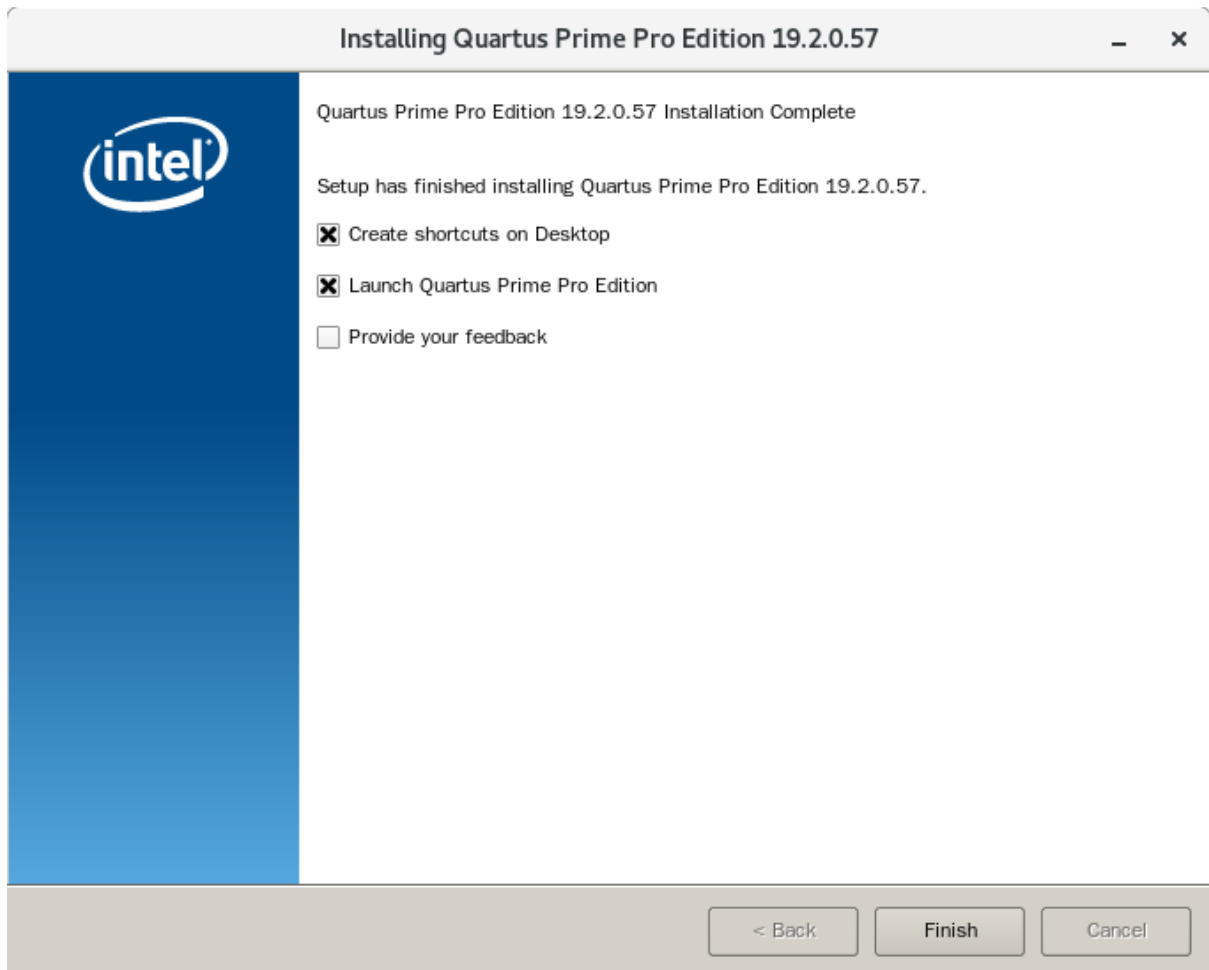 Installing Quartus Prime Pro Edition 19.2.0.57
intel
Quartus Prime Pro Edition 19.2.0.57 Installation Complete
Setup has finished installing Quartus Prime Pro Edition 19.2.0.57.
Create shortcuts on Desktop
Launch Quartus Prime Pro Edition
Provide your feedback
< Back
Finish
Cancel